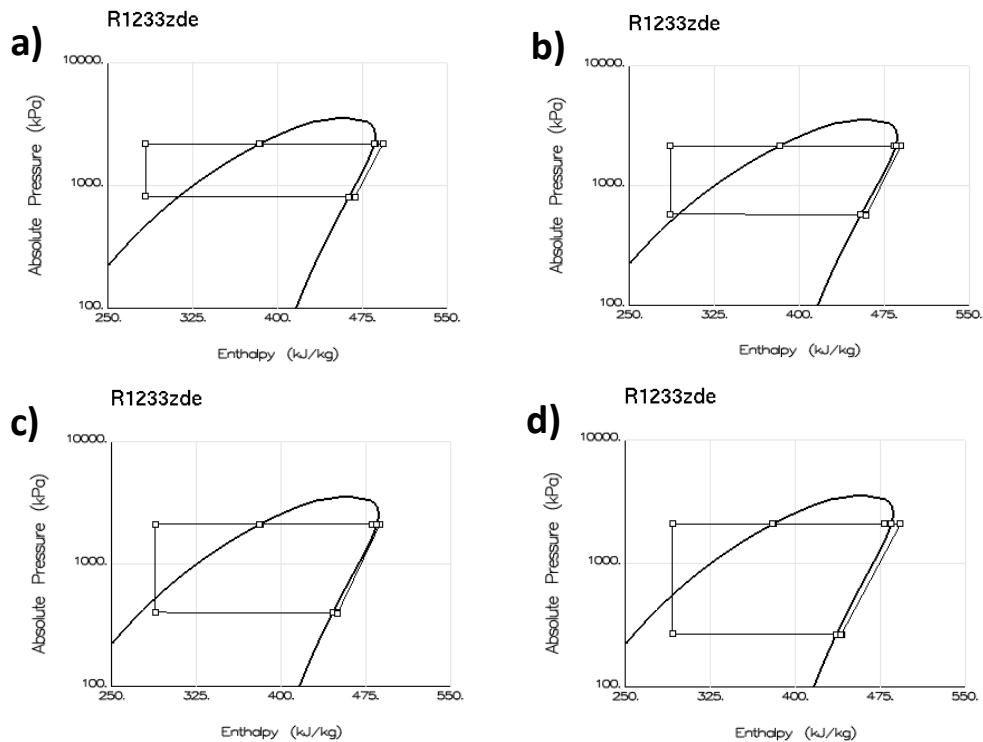 R1233zde
a)
10000.
1000.
100.
250.
325.
400.
475.
550.
Absolute Pressure (kPa)
Enthalpy (kJ/kg)
R1233zde
b)
10000.
1000.
100.
250.
325.
400.
475.
550.
Absolute Pressure (kPa)
Enthalpy (kJ/kg)
R1233zde
c)
10000.
1000.
100.
250.
325.
400.
475.
550.
Absolute Pressure (kPa)
Enthalpy (kJ/kg)
R1233zde
d)
10000.
1000.
100.
250.
325.
400.
475.
550.
Absolute Pressure (kPa)
Enthalpy (kJ/kg)